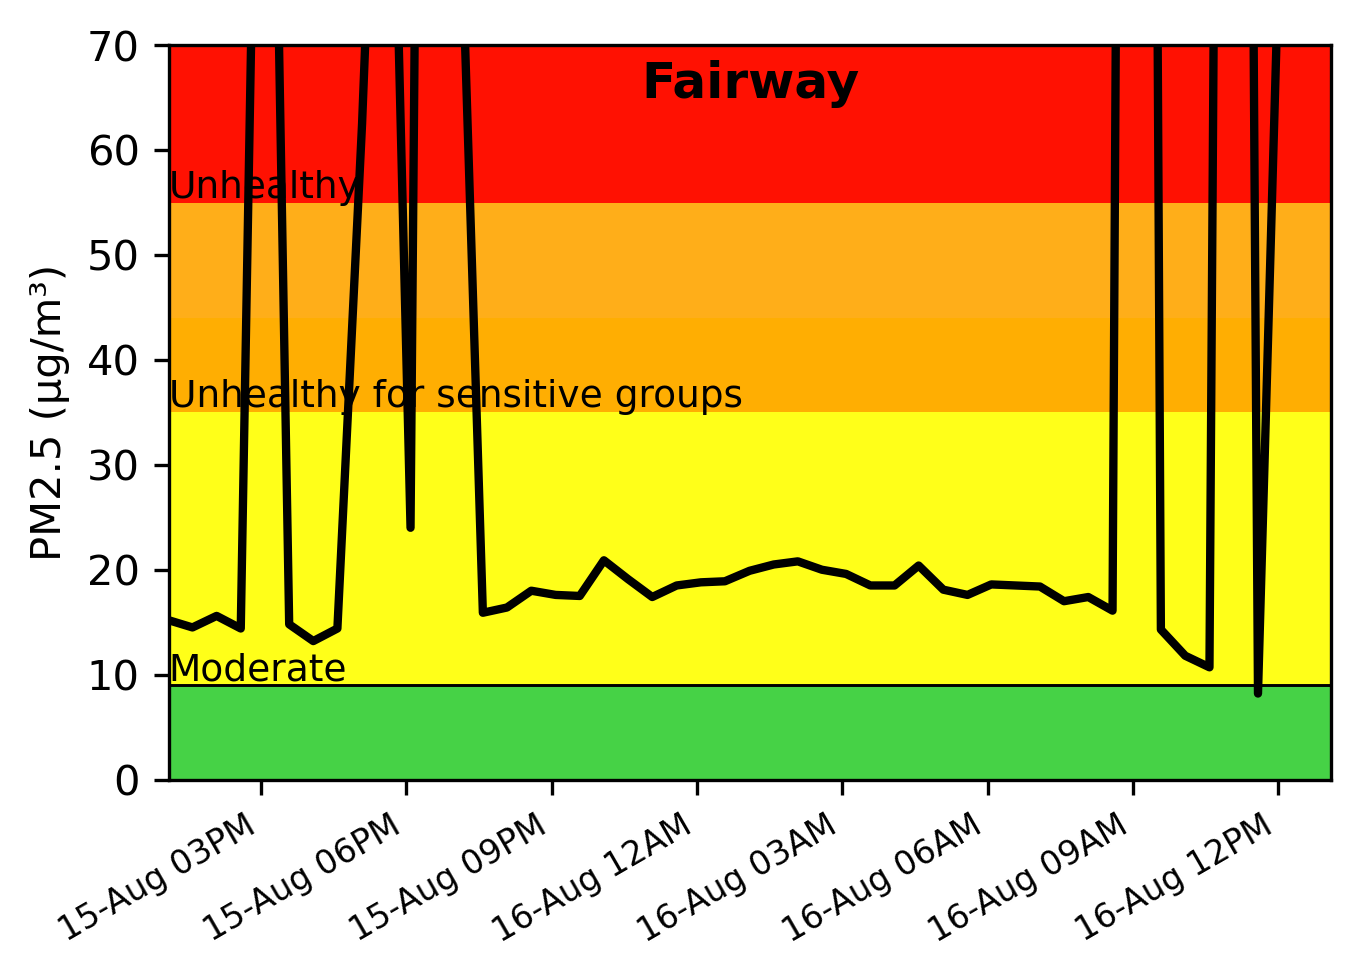 Fairway
PM2.5 (µg/m³)
70
60
50
40
30
20
10
0
Unhealthy
Unhealthy for sensitive groups
Moderate
15-Aug 03PM
15-Aug 06PM
15-Aug 09PM
16-Aug 12AM
16-Aug 03AM
16-Aug 06AM
16-Aug 09AM
16-Aug 12PM